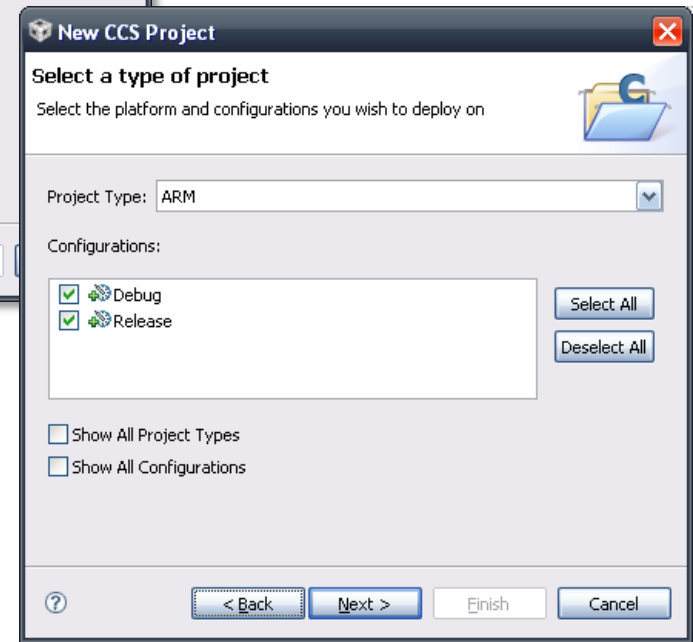 New CCS Project
Select a type of project
Select the platform and configurations you wish to deploy on
Project Type: ARM
Configurations:
Debug
Release
Select All
Deselect All
Show All Project Types
Show All Configurations
< Back Next > Finish Cancel